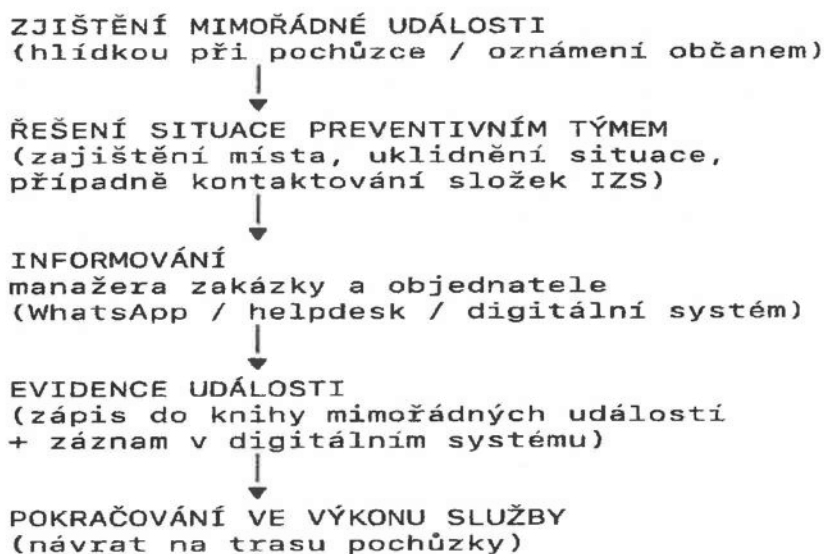 ZJIŠTĚNÍ MIMOŘÁDNÉ UDÁLOSTI
(hlídkou při pochůzce / oznámení občanem)
ŘEŠENÍ SITUACE PREVENTIVNÍM TÝMEM
(zajištění místa, uklidnění situace,
případně kontaktování složek IZS)
INFORMOVÁNÍ
manažera zakázky a objednatele
(WhatsApp / helpdesk / digitální systém)
EVIDENCE UDÁLOSTI
(zápis do knihy mimořádných událostí
+ záznam v digitálním systému)
POKRAČOVÁNÍ VE VÝKONU SLUŽBY
(návrat na trasu pochůzky)